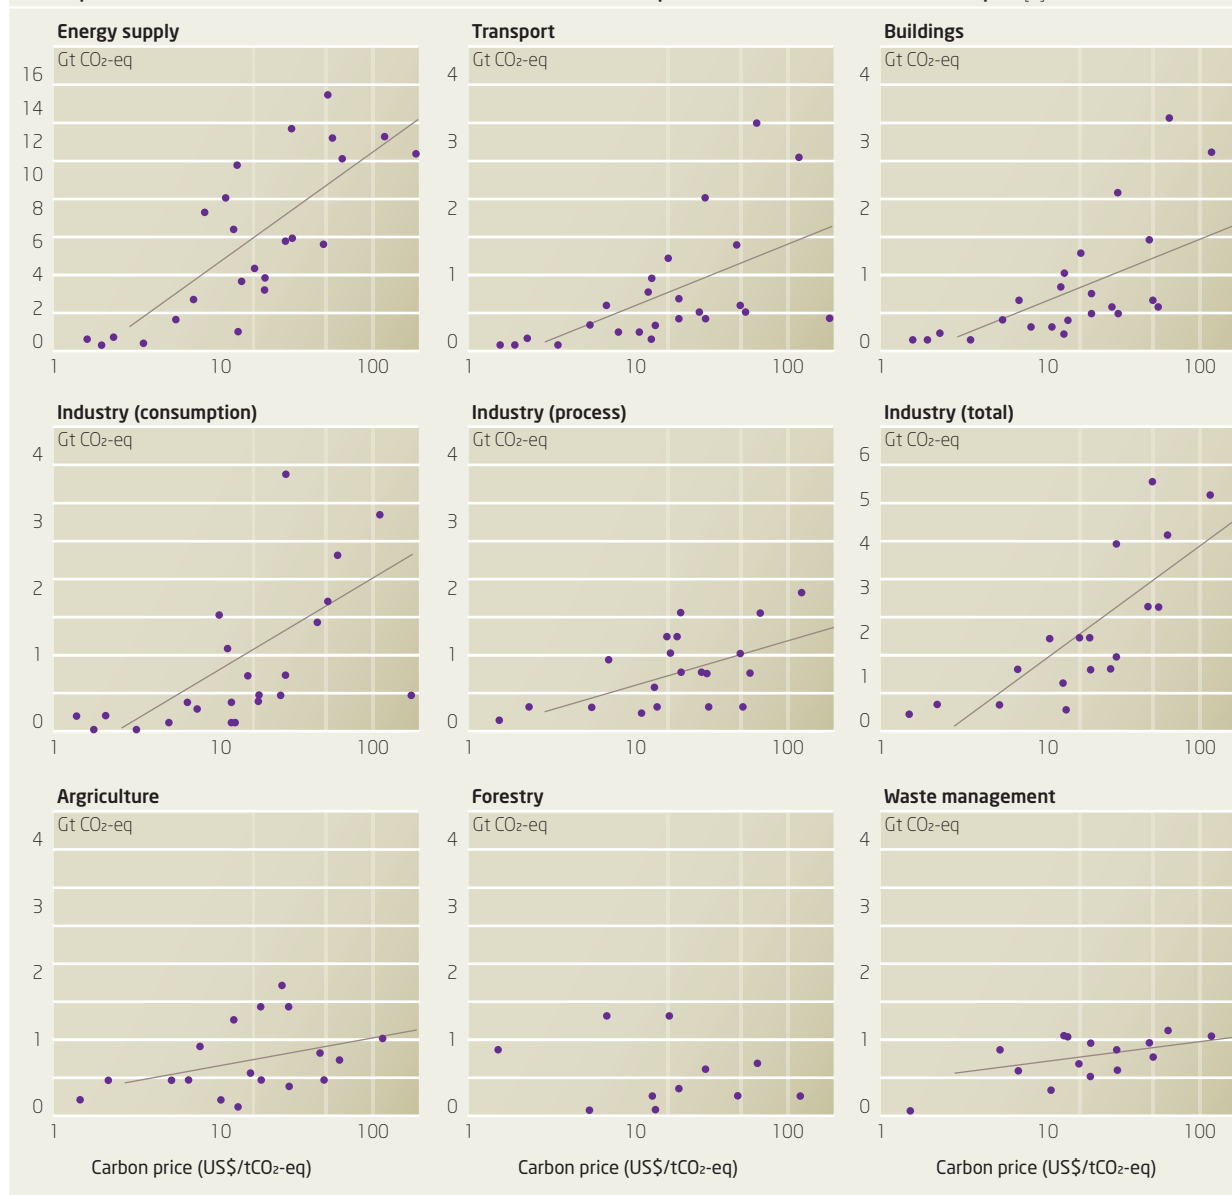 Energy supply
Transport
Buildings
Gt CO₂-eq
Gt CO₂-eq
Gt CO₂-eq
16
14
12
10
8
6
4
2
0
4
3
2
1
0
4
3
2
1
0
1 10 100
1 10 100
1 10 100
Industry (consumption)
Industry (process)
Industry (total)
Gt CO₂-eq
Gt CO₂-eq
Gt CO₂-eq
4
3
2
1
0
4
3
2
1
0
6
5
4
3
2
1
0
1 10 100
1 10 100
1 10 100
Argriculture
Forestry
Waste management
Gt CO₂-eq
Gt CO₂-eq
Gt CO₂-eq
4
3
2
1
0
4
3
2
1
0
4
3
2
1
0
1 10 100
1 10 100
1 10 100
Carbon price (US$/tCO₂-eq)
Carbon price (US$/tCO₂-eq)
Carbon price (US$/tCO₂-eq)